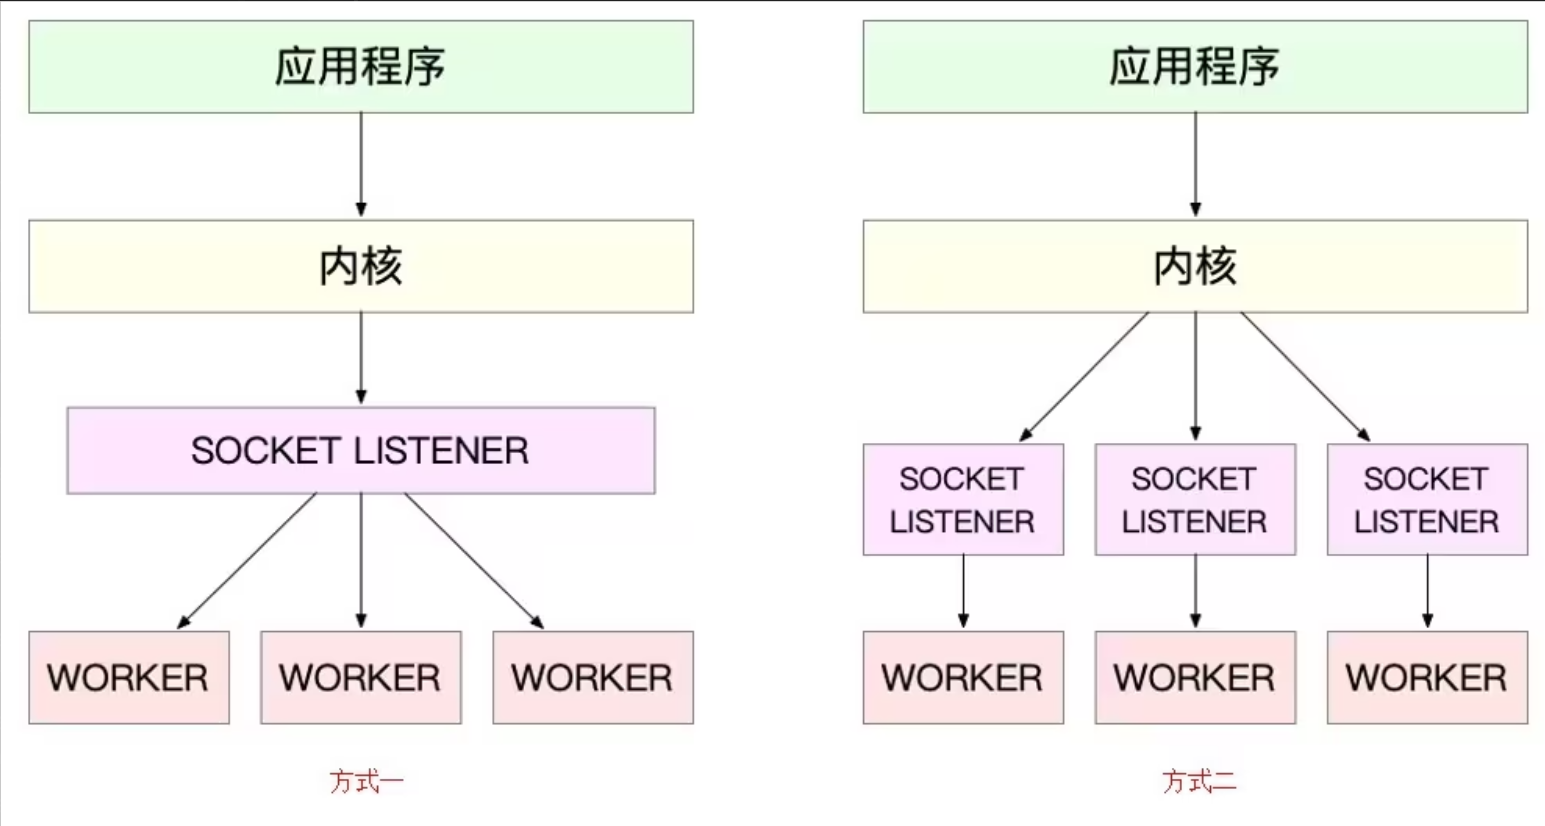 应用程序
内核
SOCKET LISTENER
WORKER
WORKER
WORKER
方式一
应用程序
内核
SOCKET
LISTENER
SOCKET
LISTENER
SOCKET
LISTENER
WORKER
WORKER
WORKER
方式二